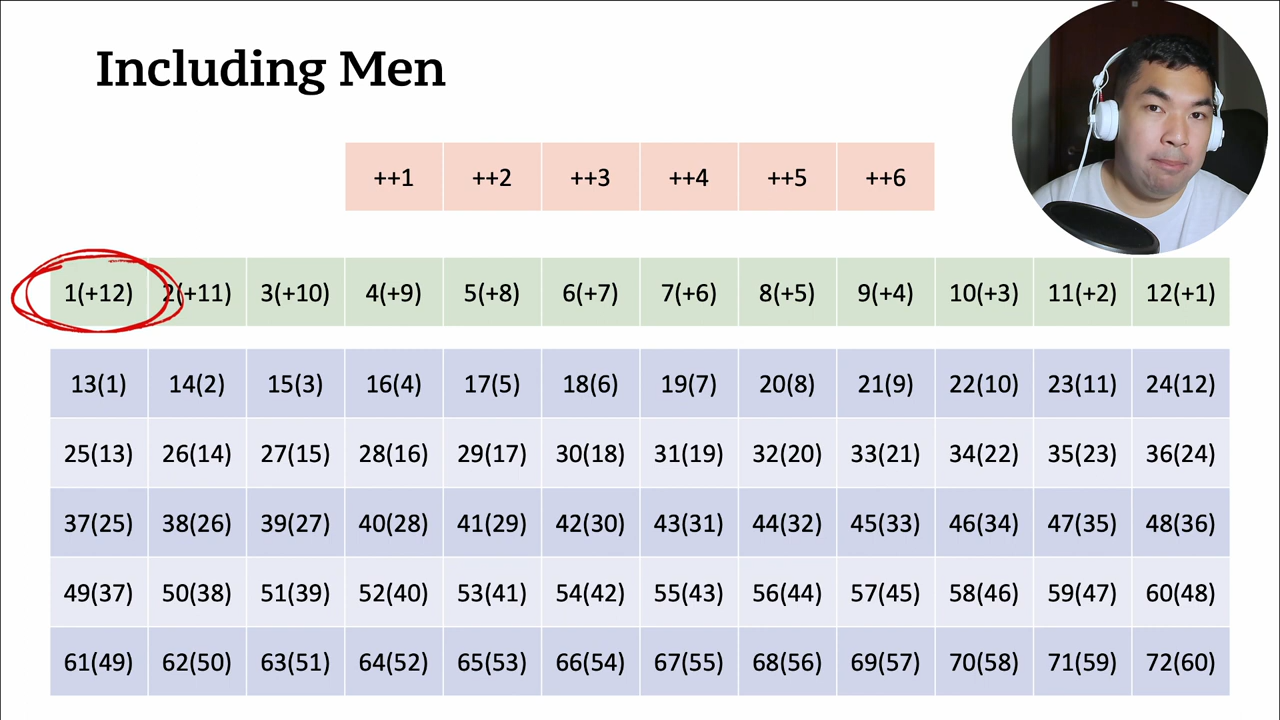 Including Men
++1 ++2 ++3 ++4 ++5 ++6
1(+12) 2(+11) 3(+10) 4(+9) 5(+8) 6(+7) 7(+6) 8(+5) 9(+4) 10(+3) 11(+2) 12(+1)
13(1) 14(2) 15(3) 16(4) 17(5) 18(6) 19(7) 20(8) 21(9) 22(10) 23(11) 24(12)
25(13) 26(14) 27(15) 28(16) 29(17) 30(18) 31(19) 32(20) 33(21) 34(22) 35(23) 36(24)
37(25) 38(26) 39(27) 40(28) 41(29) 42(30) 43(31) 44(32) 45(33) 46(34) 47(35) 48(36)
49(37) 50(38) 51(39) 52(40) 53(41) 54(42) 55(43) 56(44) 57(45) 58(46) 59(47) 60(48)
61(49) 62(50) 63(51) 64(52) 65(53) 66(54) 67(55) 68(56) 69(57) 70(58) 71(59) 72(60)